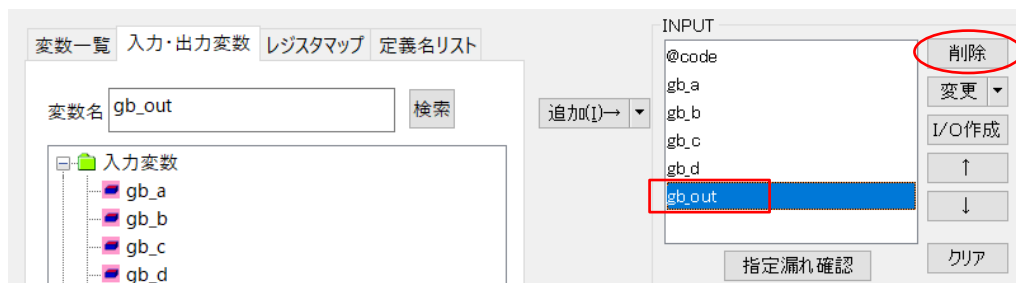 変数一覧 入力・出力変数 レジスタマップ 定義名リスト
変数名 gb_out 検索
入力変数
gb_a
gb_b
gb_c
gb_d
追加(I)→
INPUT
@code
gb_a
gb_b
gb_c
gb_d
gb_out
指定漏れ確認
削除
変更
I/O作成
↑
↓
クリア